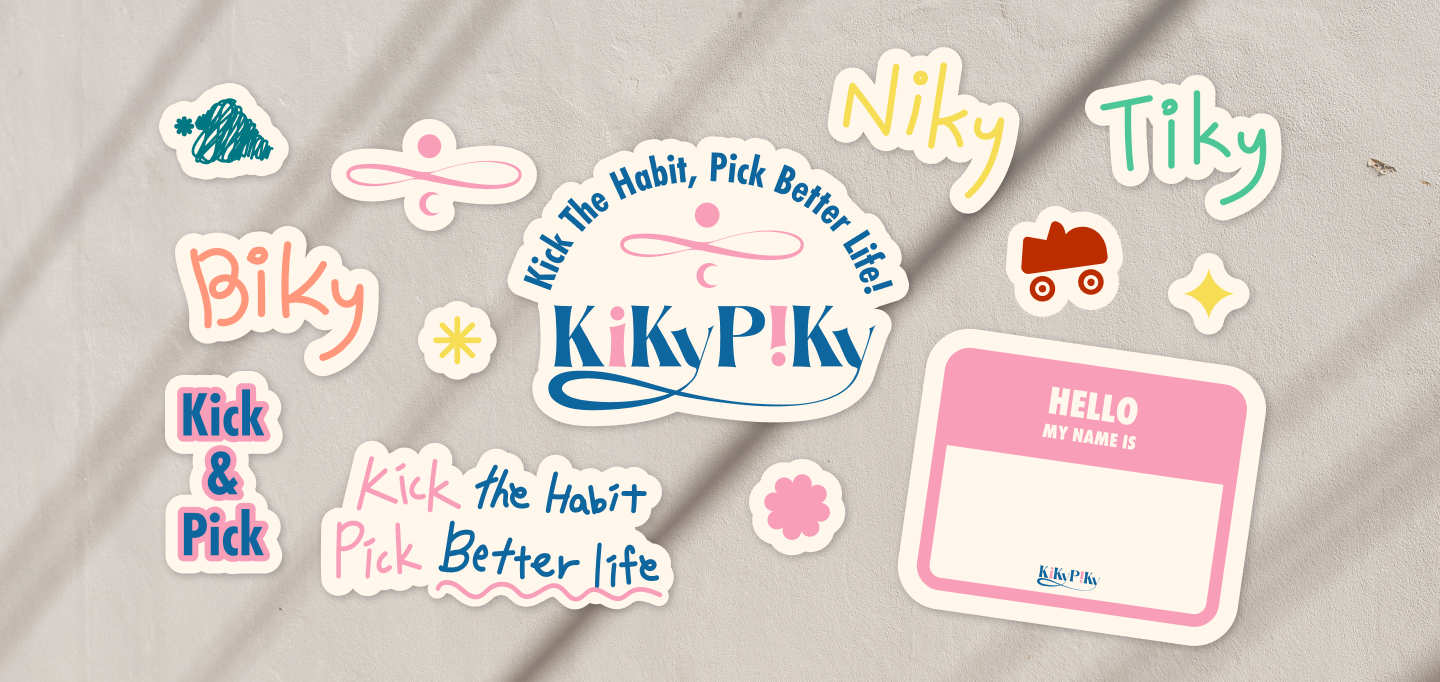 Niky
Tiky
Kick The Habit, Pick Better Life!
Biky
KiKyP!Ky
Kick
&
Pick
HELLO
MY NAME IS
Kick the Habit
Pick Better life
KiKyP!Ky